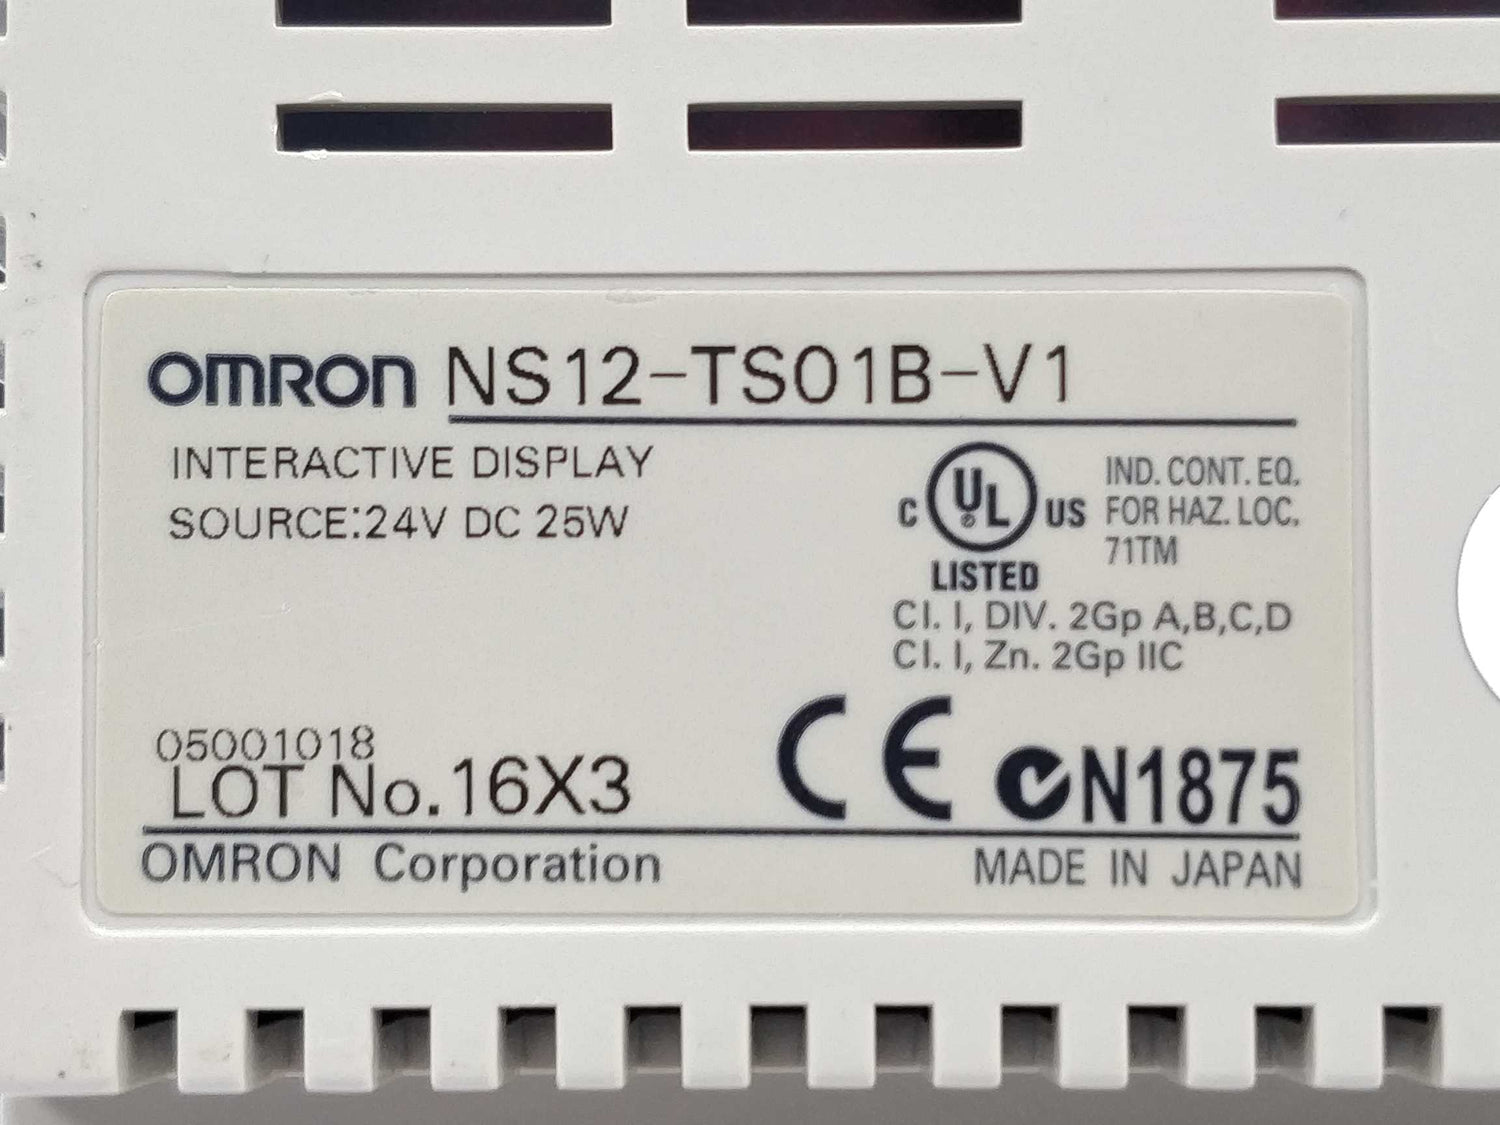 OMRON NS12-TS01B-V1
INTERACTIVE DISPLAY
SOURCE:24V DC 25W
C UL US
LISTED
IND. CONT. EQ.
FOR HAZ. LOC.
71TM
Cl. I, DIV. 2Gp A,B,C,D
Cl. I, Zn. 2Gp IIC
05001018
LOT No.16X3
CE N1875
OMRON Corporation
MADE IN JAPAN